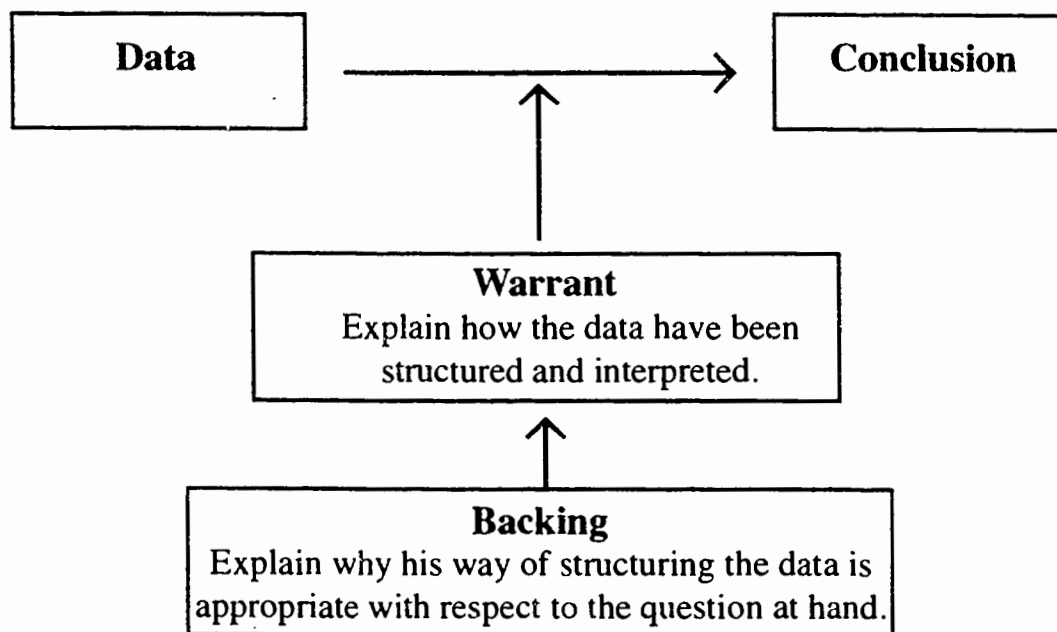 Data
Conclusion
Warrant
Explain how the data have been
structured and interpreted.
Backing
Explain why his way of structuring the data is
appropriate with respect to the question at hand.